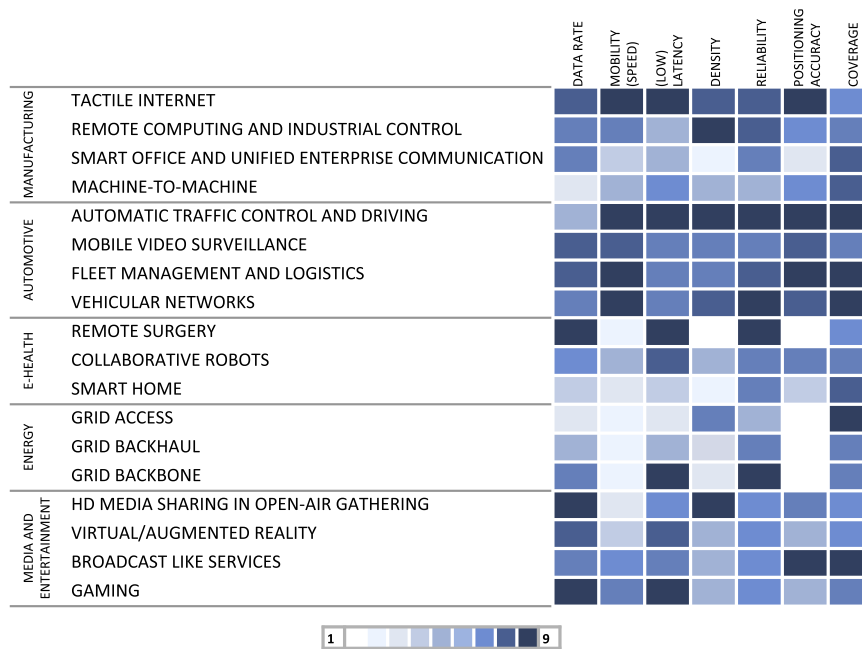 DATA RATE
MOBILITY
(SPEED)
(LOW)
LATENCY
DENSITY
RELIABILITY
POSITIONING
ACCURACY
COVERAGE
MANUFACTURING
TACTILE INTERNET
REMOTE COMPUTING AND INDUSTRIAL CONTROL
SMART OFFICE AND UNIFIED ENTERPRISE COMMUNICATION
MACHINE-TO-MACHINE
AUTOMOTIVE
AUTOMATIC TRAFFIC CONTROL AND DRIVING
MOBILE VIDEO SURVEILLANCE
FLEET MANAGEMENT AND LOGISTICS
VEHICULAR NETWORKS
E-HEALTH
REMOTE SURGERY
COLLABORATIVE ROBOTS
SMART HOME
ENERGY
GRID ACCESS
GRID BACKHAUL
GRID BACKBONE
MEDIA AND
ENTERTAINMENT
HD MEDIA SHARING IN OPEN-AIR GATHERING
VIRTUAL/AUGMENTED REALITY
BROADCAST LIKE SERVICES
GAMING
1 9